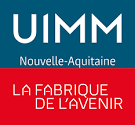 UIMM
Nouvelle-Aquitaine
LA FABRIQUE
DE L'AVENIR